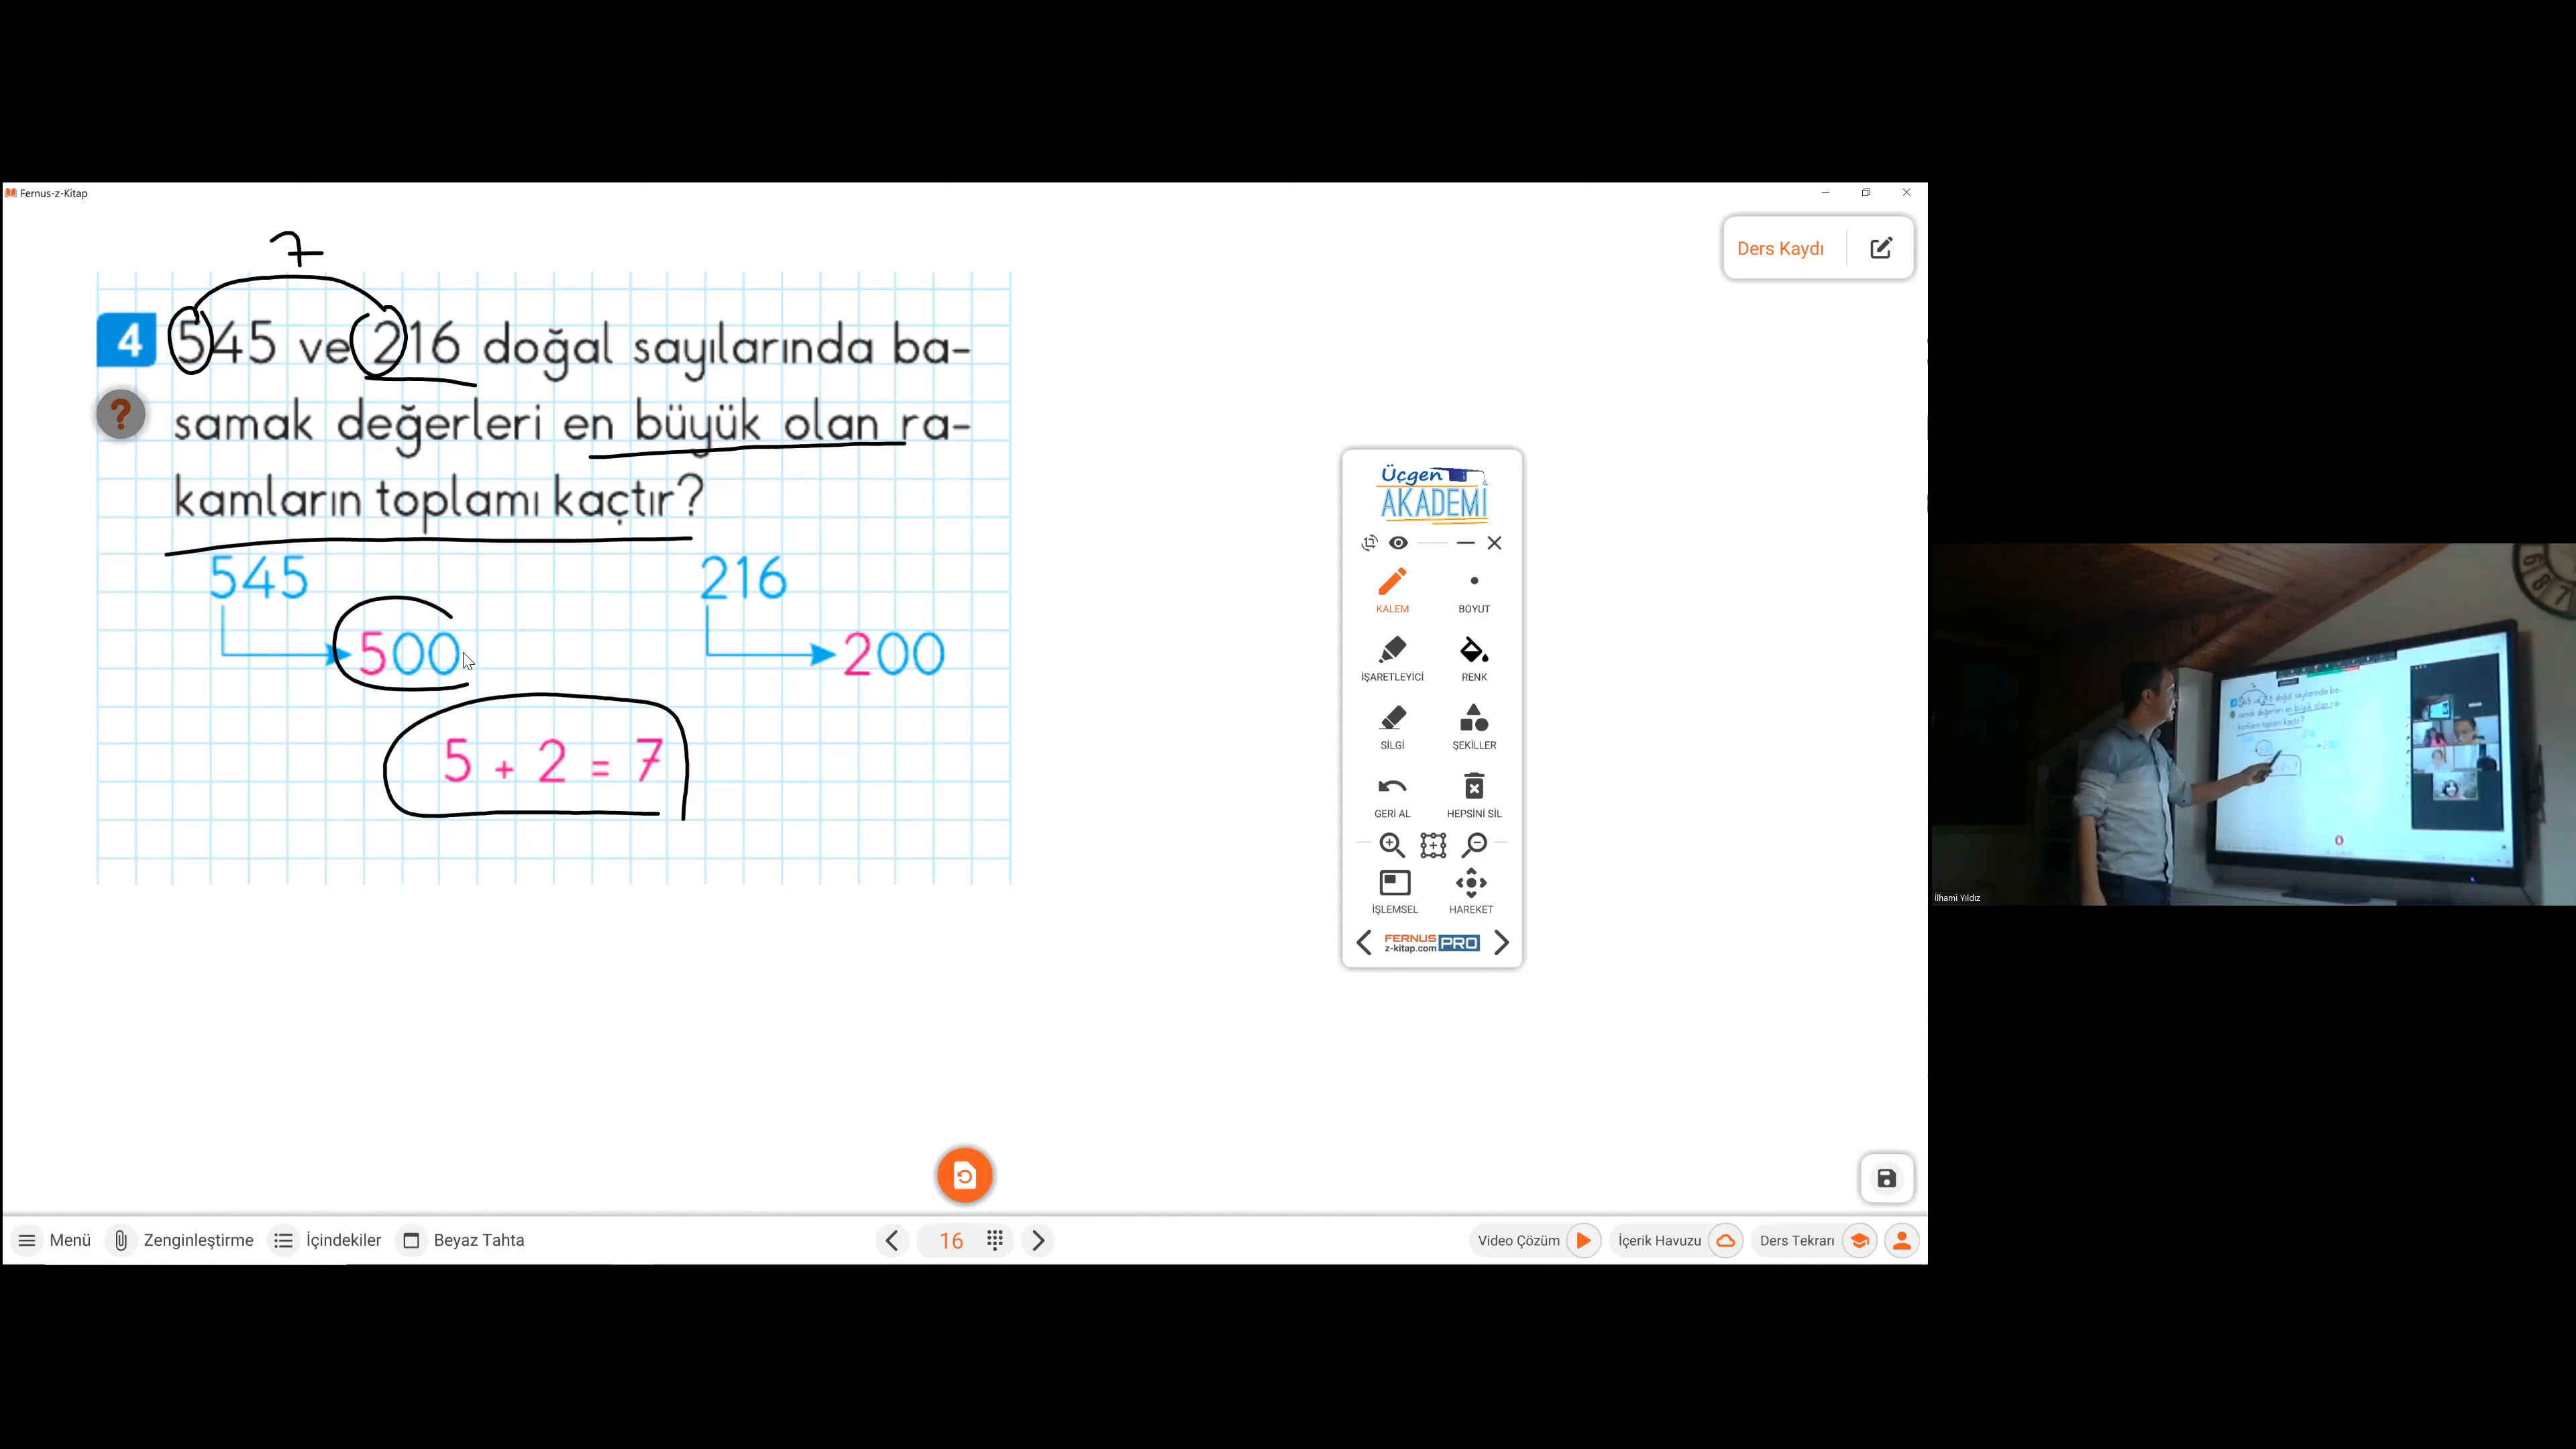 Fernus-z-Kitap
Ders Kaydı
7
4 545 ve 216 doğal sayılarında ba-
samak değerleri en büyük olan ra-
kamların toplamı kaçtır?
545
216
500
200
5 + 2 = 7
Üçgen
AKADEMİ
KALEM
BOYUT
İŞARETLEYİCİ
RENK
SİLGİ
ŞEKİLLER
GERİ AL
HEPSİNİ SİL
İŞLEMSEL
HAREKET
FERNUS PRO
z-kitap.com
İlhami Yıldız
Menü
Zenginleştirme
İçindekiler
Beyaz Tahta
16
Video Çözüm
İçerik Havuzu
Ders Tekrarı